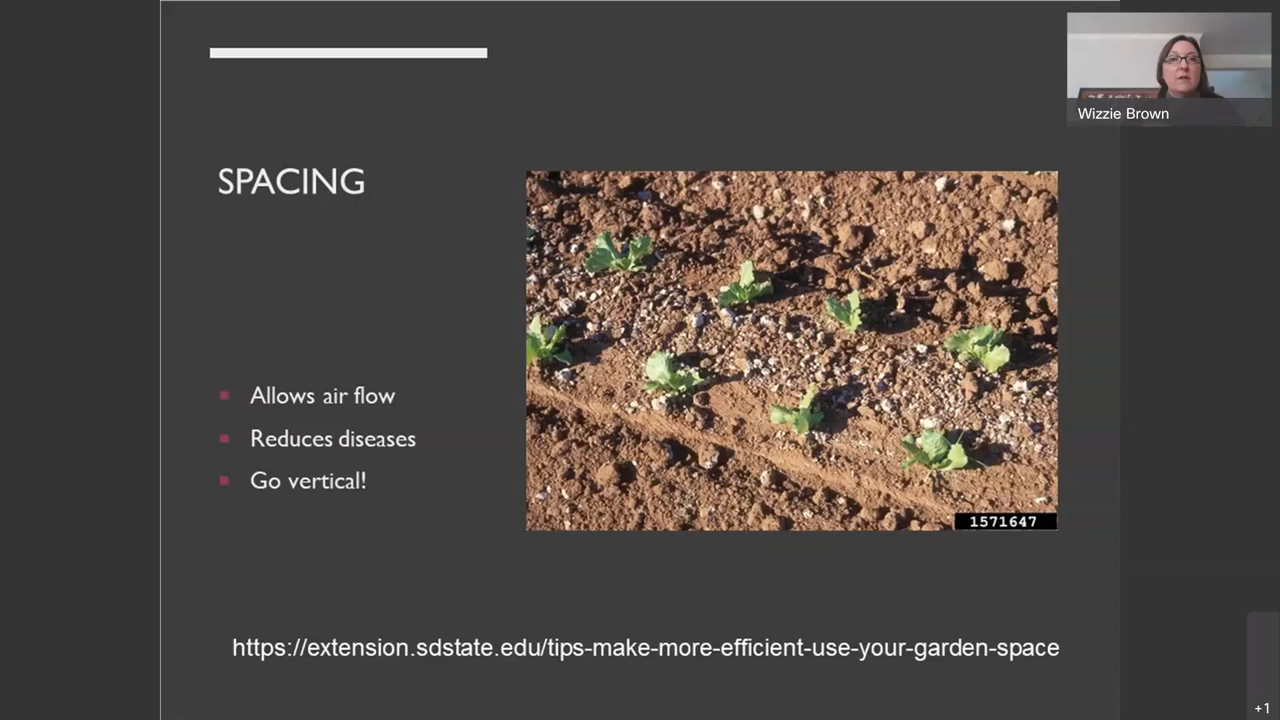 Wizzie Brown
SPACING
Allows air flow
Reduces diseases
Go vertical!
1571647
https://extension.sdstate.edu/tips-make-more-efficient-use-your-garden-space
+1